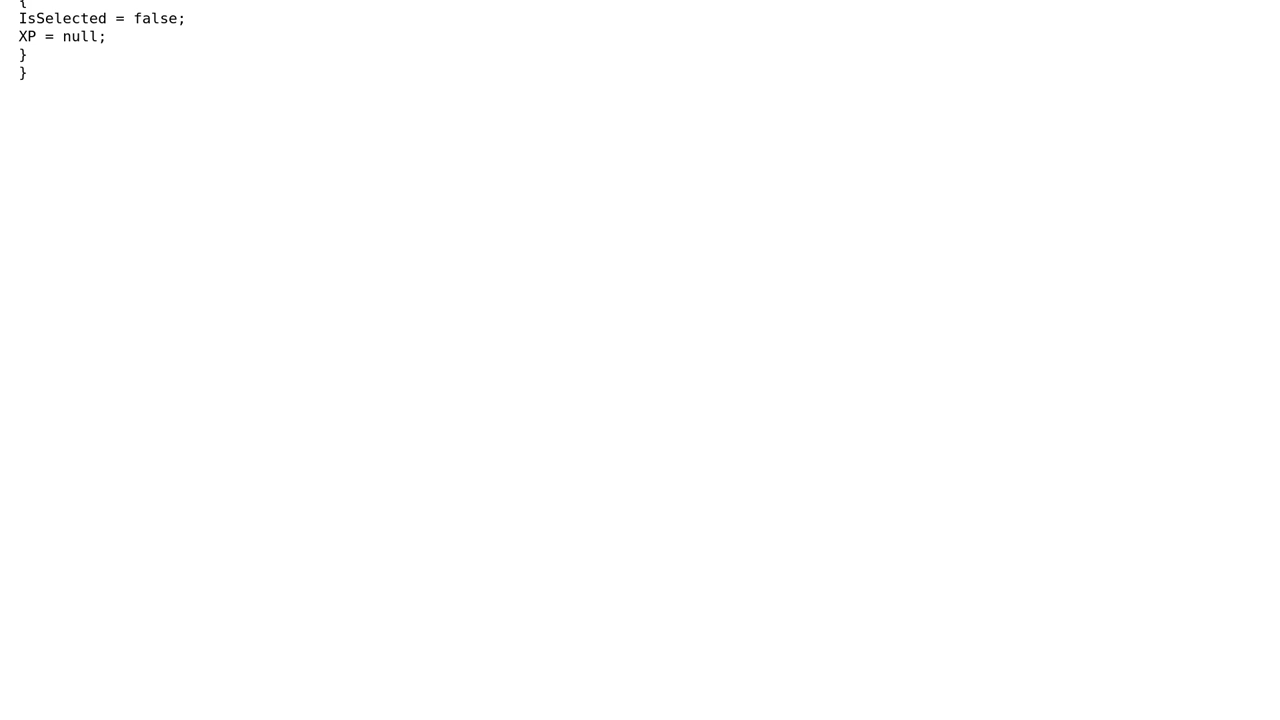 {
IsSelected = false;
XP = null;
}
}